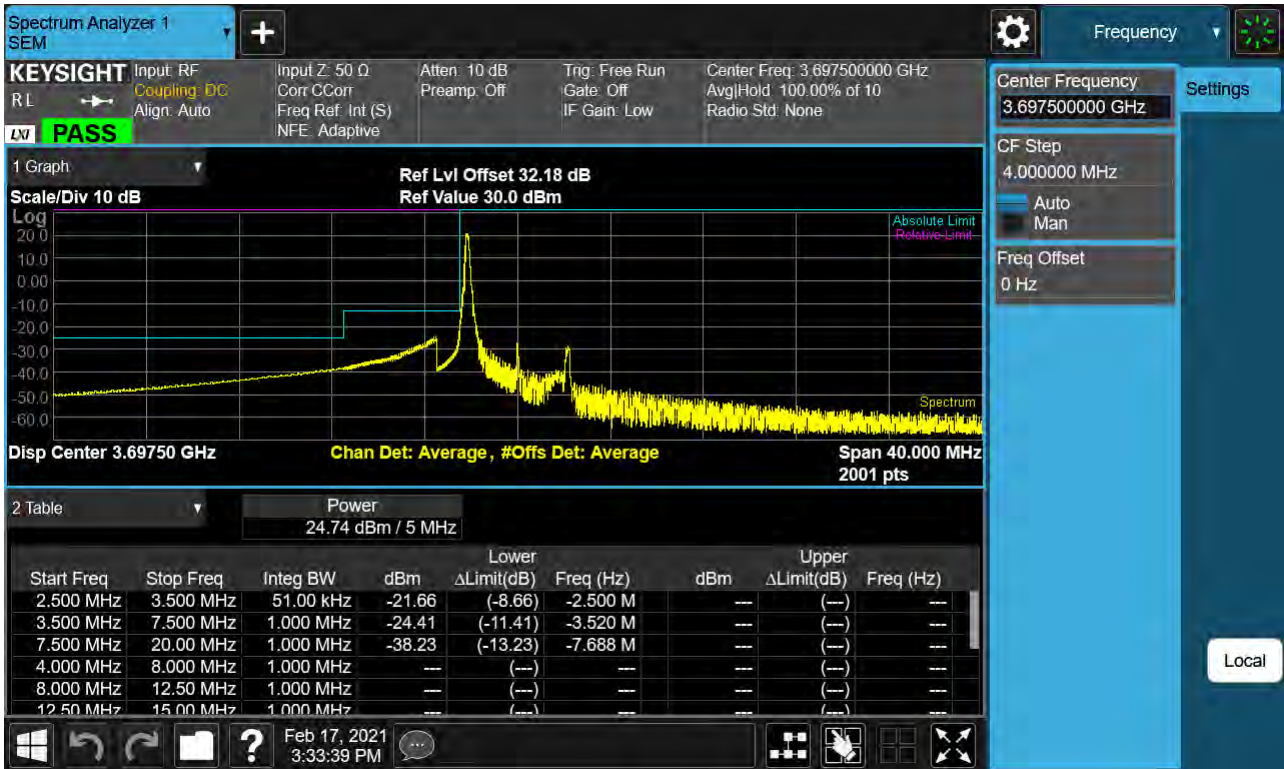 Spectrum Analyzer 1
SEM
Frequency
KEYSIGHT
R L
LXI
PASS
Input: RF
Coupling: DC
Align: Auto
Input Z: 50 Ω
Corr CCorr
Freq Ref: Int (S)
NFE: Adaptive
Atten: 10 dB
Preamp: Off
Trig: Free Run
Gate: Off
IF Gain: Low
Center Freq: 3.697500000 GHz
Avg|Hold: 100.00% of 10
Radio Std: None
Center Frequency
3.697500000 GHz
Settings
CF Step
4.000000 MHz
Auto
Man
Freq Offset
0 Hz
Local
1 Graph
Scale/Div 10 dB
Ref Lvl Offset 32.18 dB
Ref Value 30.0 dBm
Log
Absolute Limit
Relative Limit
20.0
10.0
0.00
-10.0
-20.0
-30.0
-40.0
-50.0
-60.0
Spectrum
Disp Center 3.69750 GHz
Chan Det: Average, #Offs Det: Average
Span 40.000 MHz
2001 pts
2 Table
Power
24.74 dBm / 5 MHz
Lower Upper
Start Freq Stop Freq Integ BW dBm ΔLimit(dB) Freq (Hz) dBm ΔLimit(dB) Freq (Hz)
2.500 MHz 3.500 MHz 51.00 kHz -21.66 (-8.66) -2.500 M --- (---) ---
3.500 MHz 7.500 MHz 1.000 MHz -24.41 (-11.41) -3.520 M --- (---) ---
7.500 MHz 20.00 MHz 1.000 MHz -38.23 (-13.23) -7.688 M --- (---) ---
4.000 MHz 8.000 MHz 1.000 MHz --- (---) --- --- (---) ---
8.000 MHz 12.50 MHz 1.000 MHz --- (---) --- --- (---) ---
12.50 MHz 15.00 MHz 1.000 MHz --- (---) --- --- (---) ---
Feb 17, 2021
3:33:39 PM